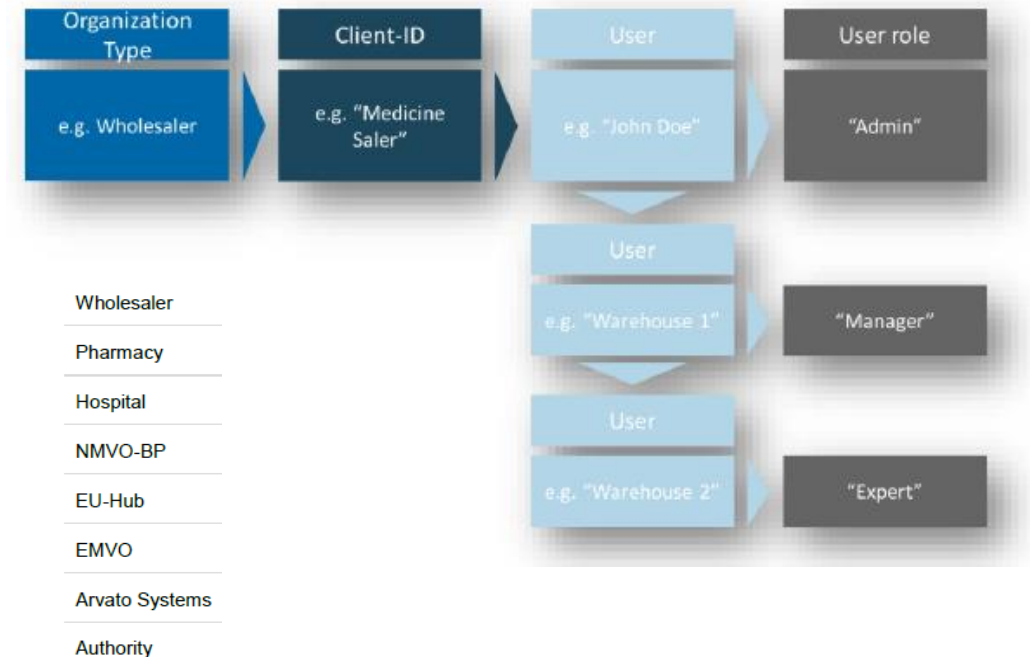 Organization
Type
Client-ID
User
User role
e.g. Wholesaler
e.g. "Medicine
Saler"
e.g. "John Doe"
"Admin"
User
e.g. "Warehouse 1"
"Manager"
User
e.g. "Warehouse 2"
"Expert"
Wholesaler
Pharmacy
Hospital
NMVO-BP
EU-Hub
EMVO
Arvato Systems
Authority